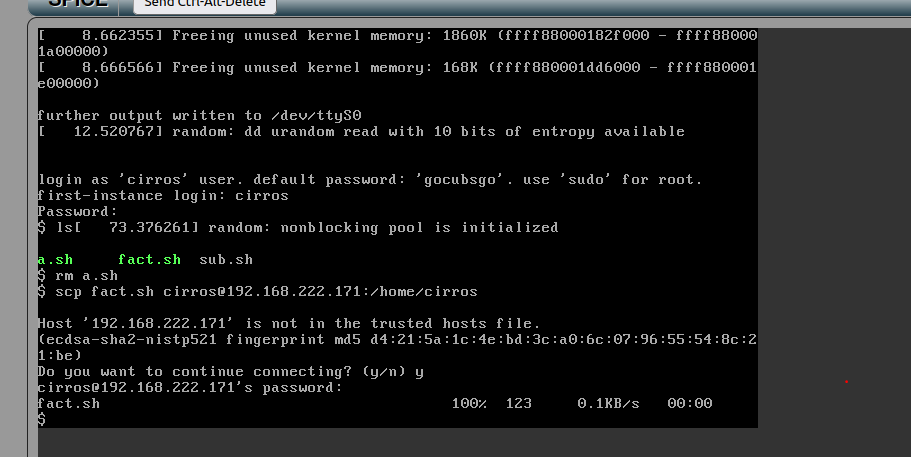 SPICE
Send Ctrl-Alt-Delete
[    8.662355] Freeing unused kernel memory: 1860K (ffff88000182f000 - ffff88000
1a00000)
[    8.666566] Freeing unused kernel memory: 168K (ffff880001dd6000 - ffff880001
e00000)
further output written to /dev/ttyS0
[   12.520767] random: dd urandom read with 10 bits of entropy available
login as 'cirros' user. default password: 'gocubsgo'. use 'sudo' for root.
first-instance login: cirros
Password:
$ ls[   73.376261] random: nonblocking pool is initialized
a.sh     fact.sh  sub.sh
$ rm a.sh
$ scp fact.sh cirros@192.168.222.171:/home/cirros
Host '192.168.222.171' is not in the trusted hosts file.
(ecdsa-sha2-nistp521 fingerprint md5 d4:21:5a:1c:4e:bd:3c:a0:6c:07:96:55:54:8c:2
1:be)
Do you want to continue connecting? (y/n) y
cirros@192.168.222.171's password:
fact.sh                                       100%  123     0.1KB/s   00:00
$